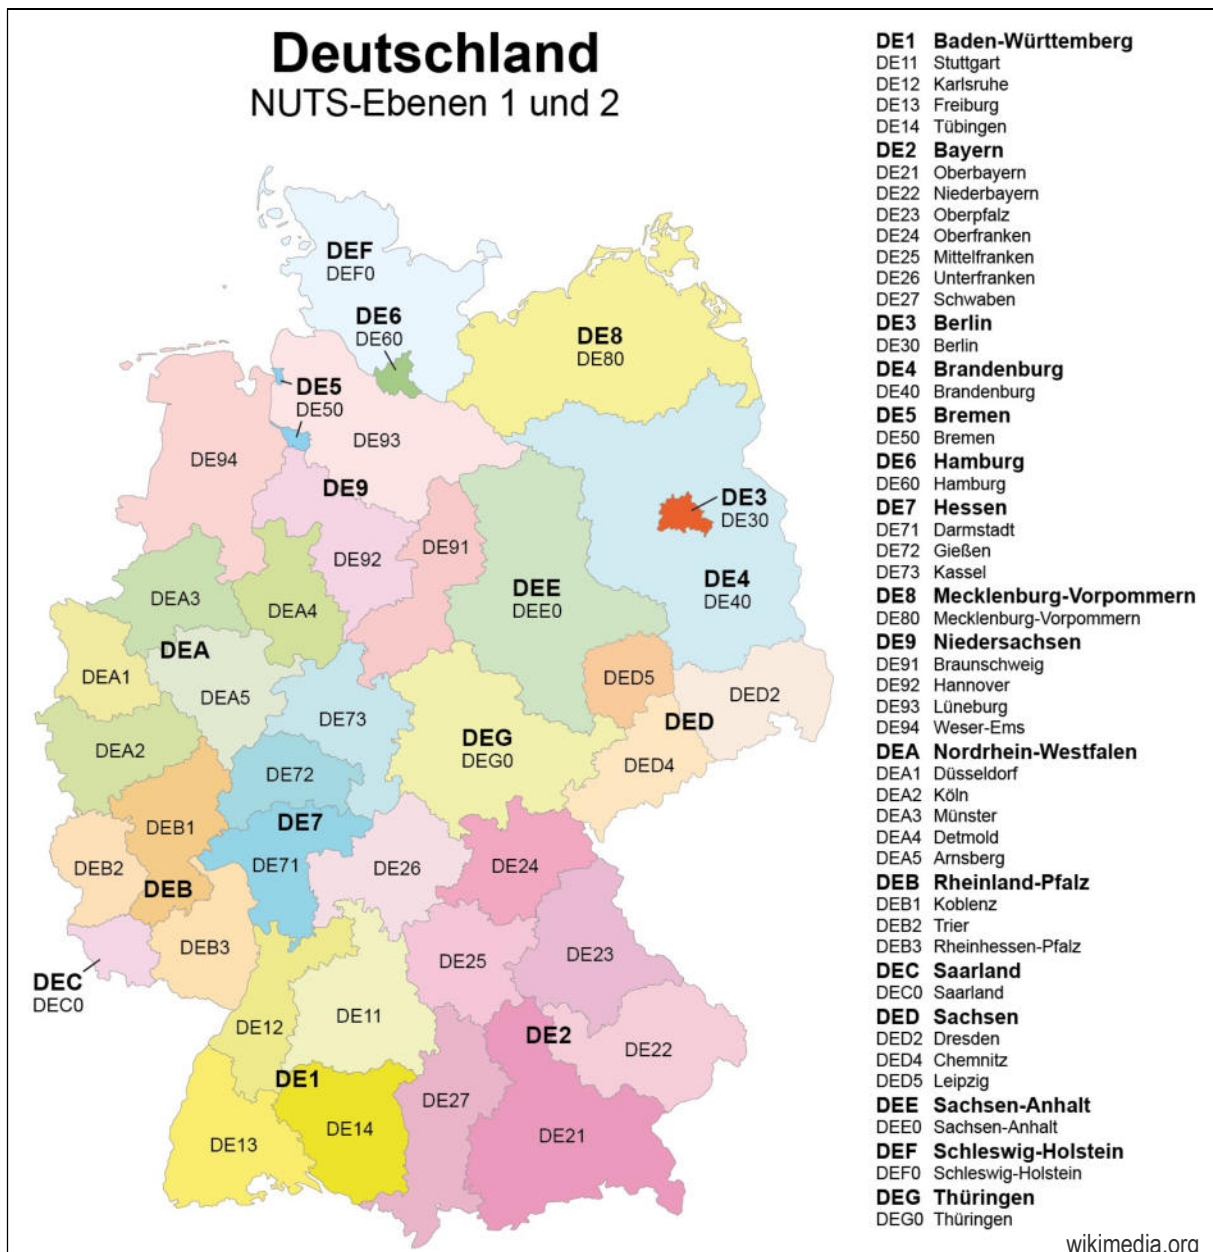 Deutschland
NUTS-Ebenen 1 und 2
DEF
DEF0
DE6
DE60
DE8
DE80
DE5
DE50
DE93
DE94
DE9
DE3
DE30
DE91
DE92
DEE
DEE0
DE4
DE40
DEA3
DEA4
DEA
DEA1
DEA5
DED5
DED2
DE73
DED
DEG
DEG0
DEA2
DE72
DED4
DEB1
DE7
DE71
DEB2
DE26
DE24
DEB
DEB3
DE25
DE23
DEC
DEC0
DE12
DE11
DE2
DE22
DE1
DE27
DE14
DE21
DE13
DE1 Baden-Württemberg
DE11 Stuttgart
DE12 Karlsruhe
DE13 Freiburg
DE14 Tübingen
DE2 Bayern
DE21 Oberbayern
DE22 Niederbayern
DE23 Oberpfalz
DE24 Oberfranken
DE25 Mittelfranken
DE26 Unterfranken
DE27 Schwaben
DE3 Berlin
DE30 Berlin
DE4 Brandenburg
DE40 Brandenburg
DE5 Bremen
DE50 Bremen
DE6 Hamburg
DE60 Hamburg
DE7 Hessen
DE71 Darmstadt
DE72 Gießen
DE73 Kassel
DE8 Mecklenburg-Vorpommern
DE80 Mecklenburg-Vorpommern
DE9 Niedersachsen
DE91 Braunschweig
DE92 Hannover
DE93 Lüneburg
DE94 Weser-Ems
DEA Nordrhein-Westfalen
DEA1 Düsseldorf
DEA2 Köln
DEA3 Münster
DEA4 Detmold
DEA5 Arnsberg
DEB Rheinland-Pfalz
DEB1 Koblenz
DEB2 Trier
DEB3 Rheinhessen-Pfalz
DEC Saarland
DEC0 Saarland
DED Sachsen
DED2 Dresden
DED4 Chemnitz
DED5 Leipzig
DEE Sachsen-Anhalt
DEE0 Sachsen-Anhalt
DEF Schleswig-Holstein
DEF0 Schleswig-Holstein
DEG Thüringen
DEG0 Thüringen
wikimedia.org